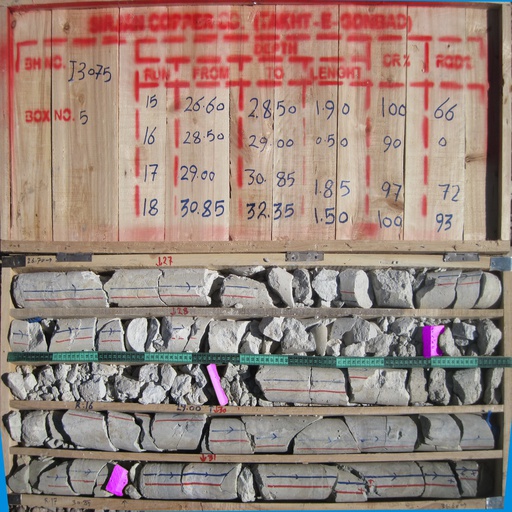 SIRJAN COPPER CO (TAKHT-E-GONBAD)
DEPTH
BH NO. J3075 RUN FROM TO LENGHT CR% RQD%
15 26.60 28.50 1.90 100 66
BOX NO. 5
16 28.50 29.00 0.50 90 0
17 29.00 30.85 1.85 97 72
18 30.85 32.35 1.50 100 93
↓27
↓28
29.00